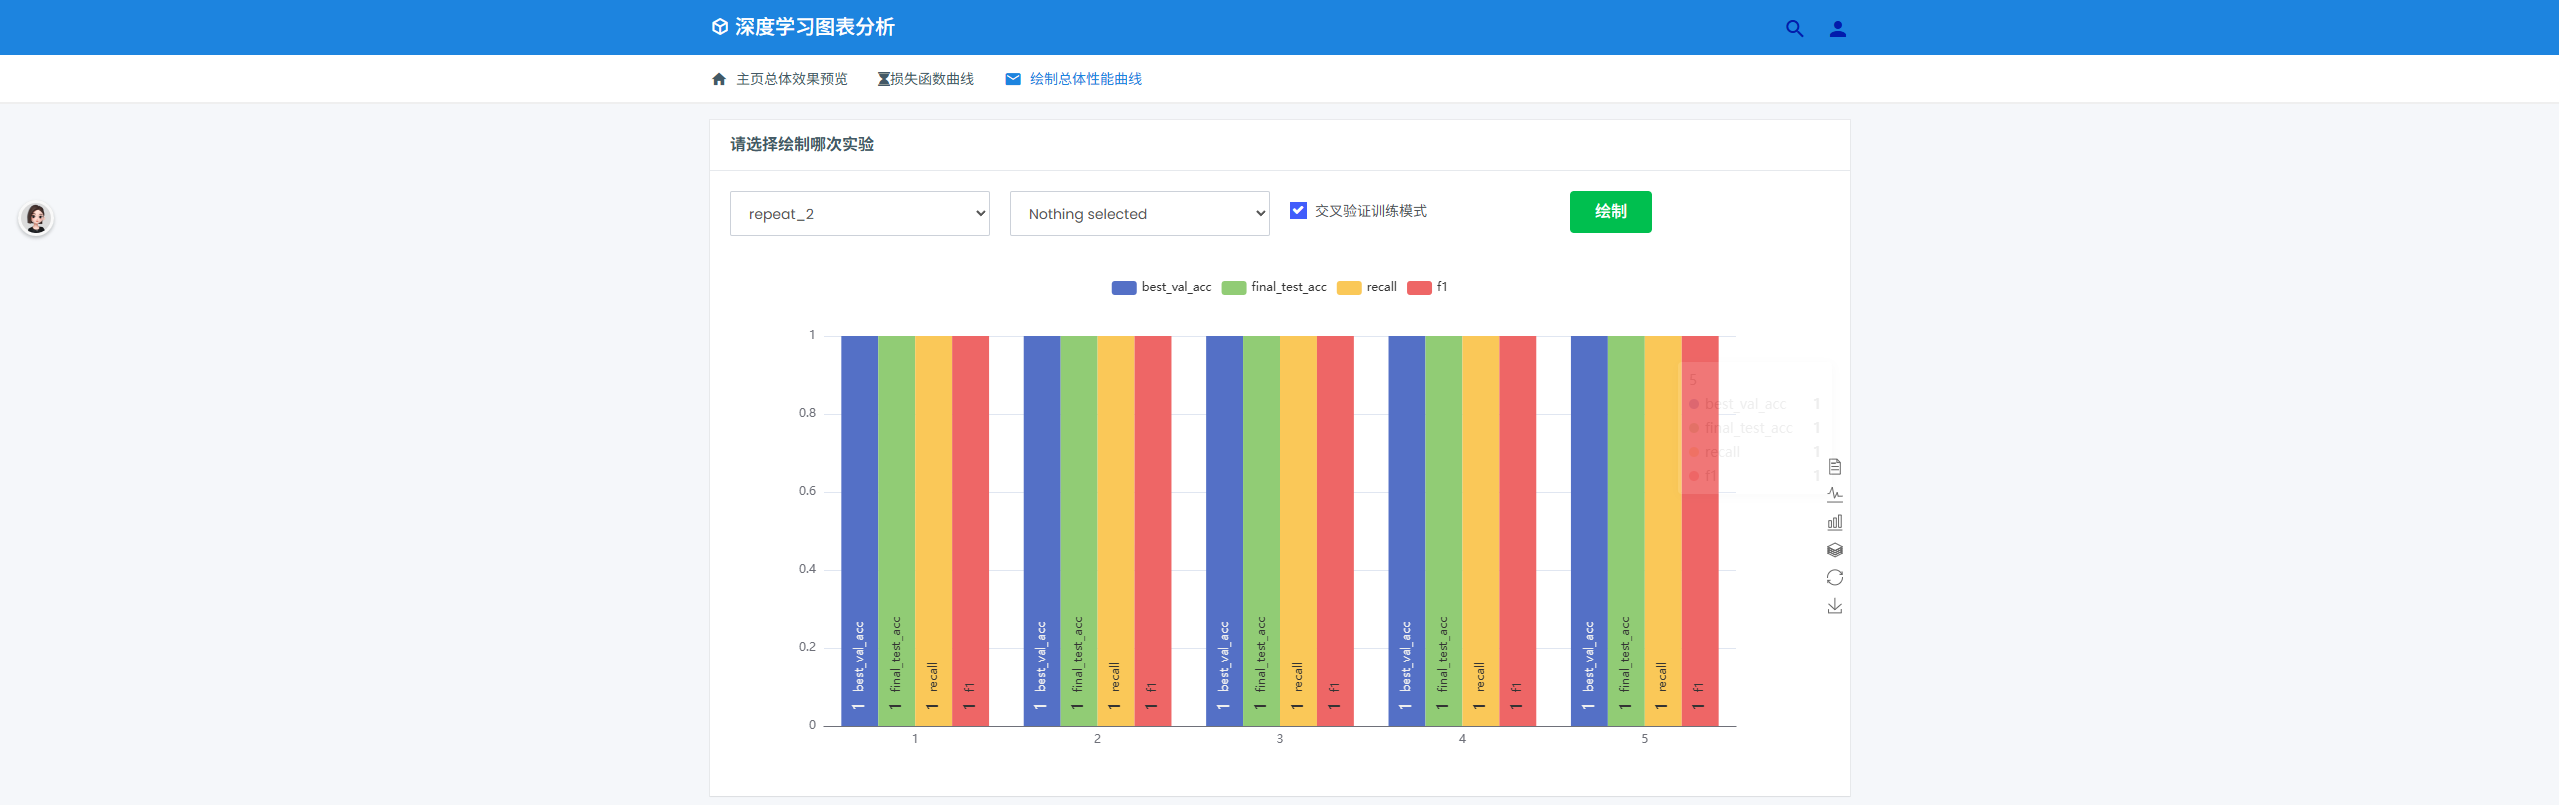 深度学习图表分析
主页总体效果预览 损失函数曲线 绘制总体性能曲线
请选择绘制哪次实验
repeat_2 Nothing selected 交叉验证训练模式 绘制
best_val_acc final_test_acc recall f1
1
0.8
0.6
0.4
0.2
0
1 best_val_acc 1 final_test_acc 1 recall 1 f1
1 best_val_acc 1 final_test_acc 1 recall 1 f1
1 best_val_acc 1 final_test_acc 1 recall 1 f1
1 best_val_acc 1 final_test_acc 1 recall 1 f1
1 best_val_acc 1 final_test_acc 1 recall 1 f1
1 2 3 4 5
5
best_val_acc 1
final_test_acc 1
recall 1
f1 1